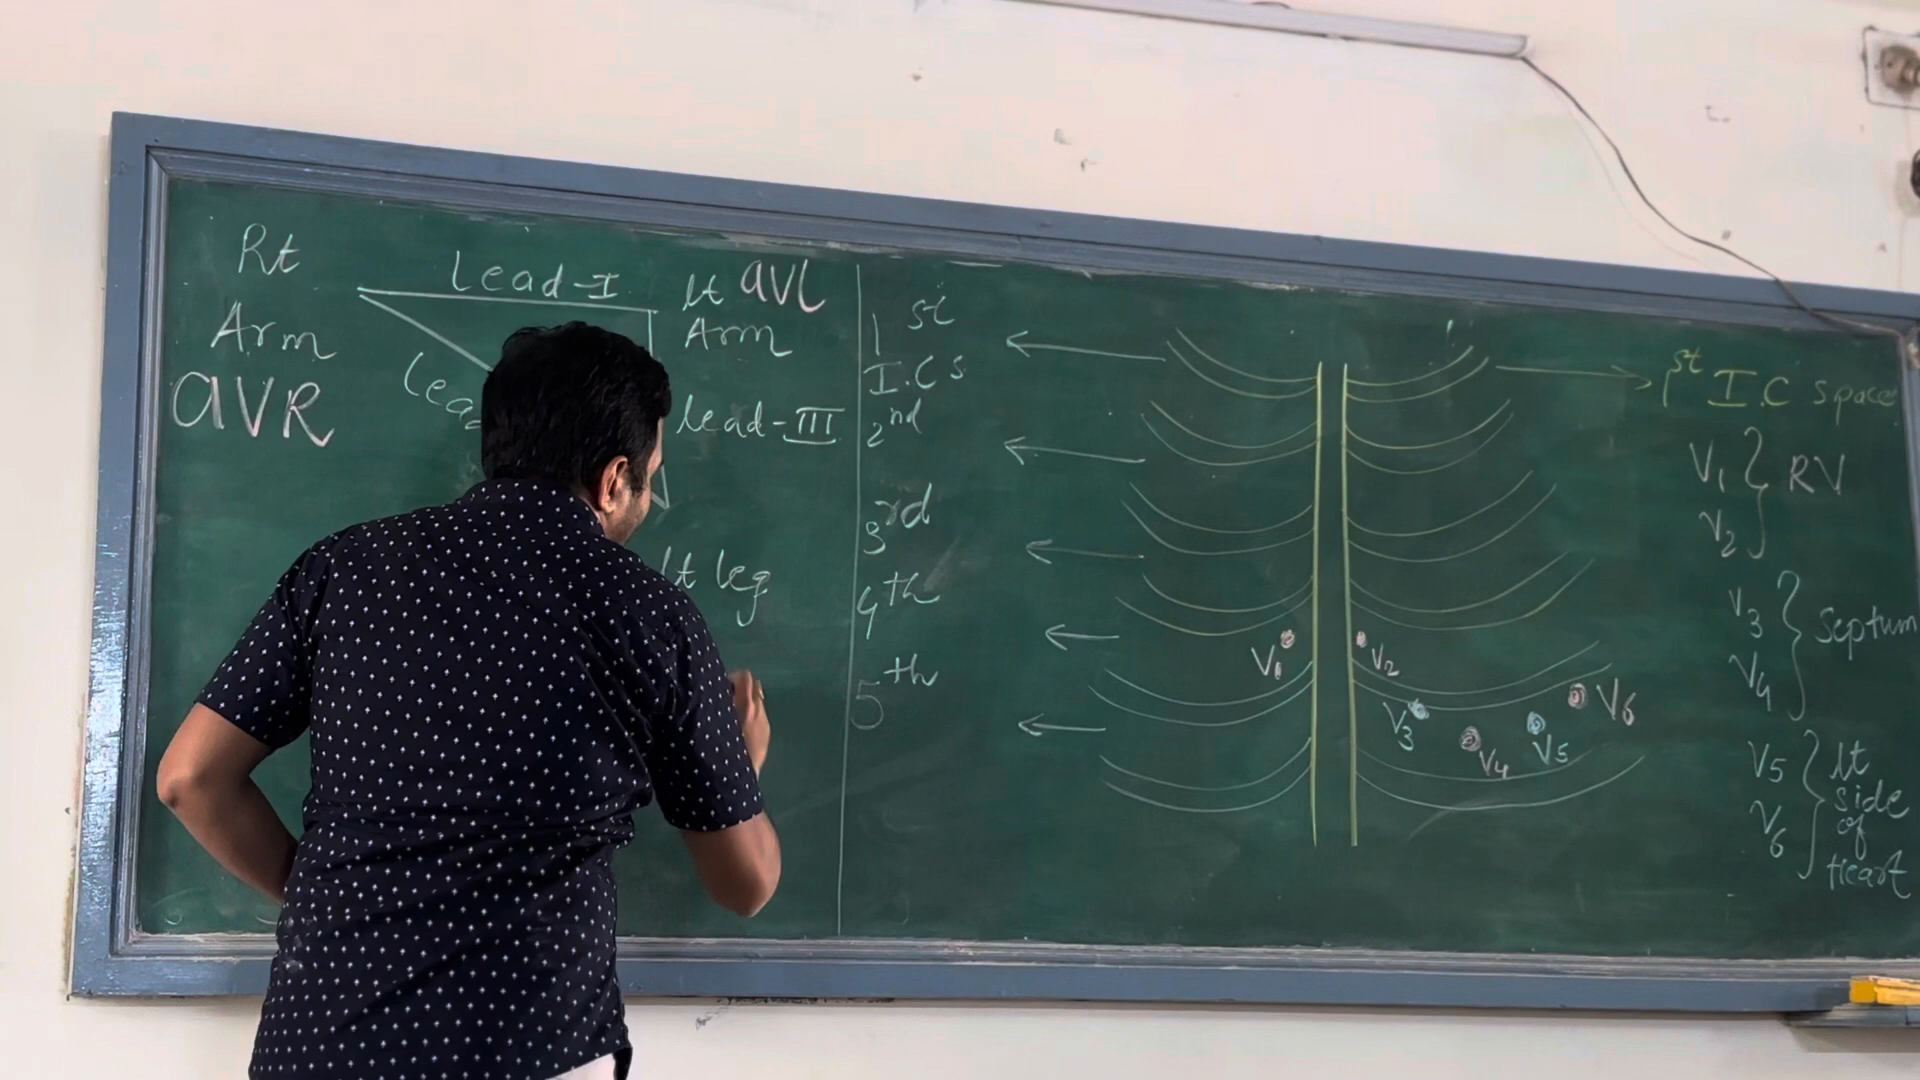 Rt
Arm
aVR
Lead-I
Lt aVL
Arm
Lead-III
Lt leg
1st
I.C s
2nd
3rd
4th
5th
V1
V2
V3
V4
V5
V6
1st I.C space
V1
V2
} RV
V3
V4
} Septum
V5
V6
} Lt
side
of
Heart